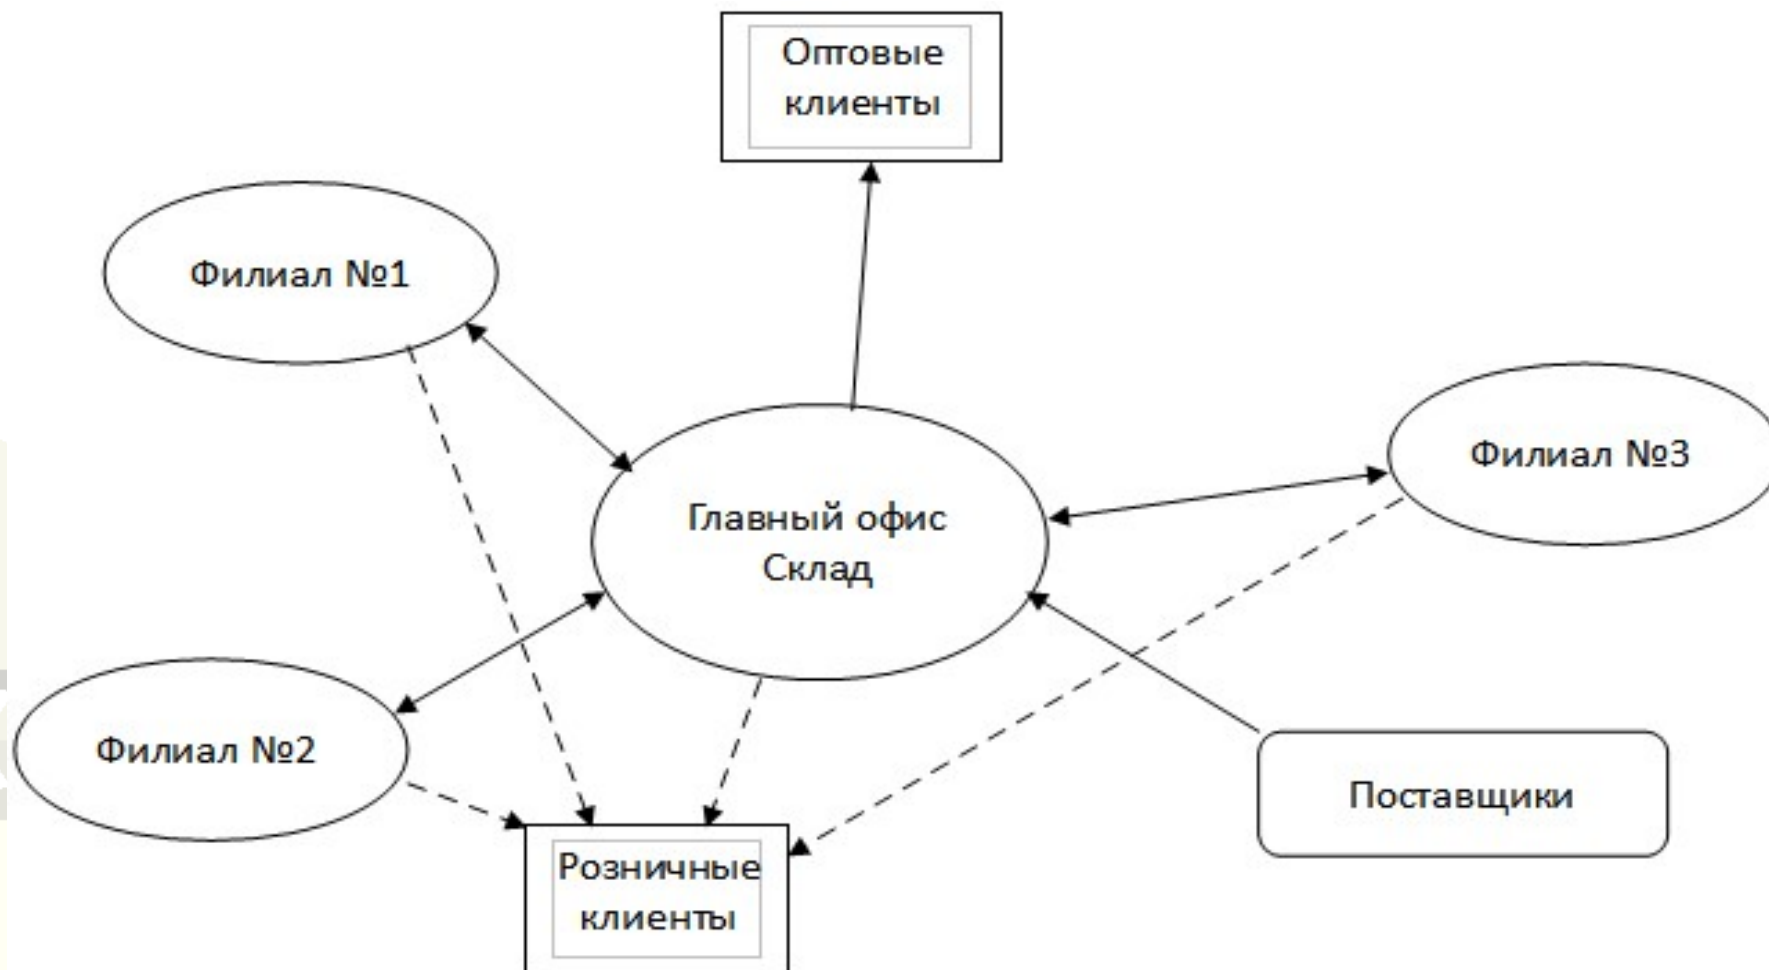 Оптовые
клиенты
Филиал №1
Филиал №3
Главный офис
Склад
Филиал №2
Поставщики
Розничные
клиенты